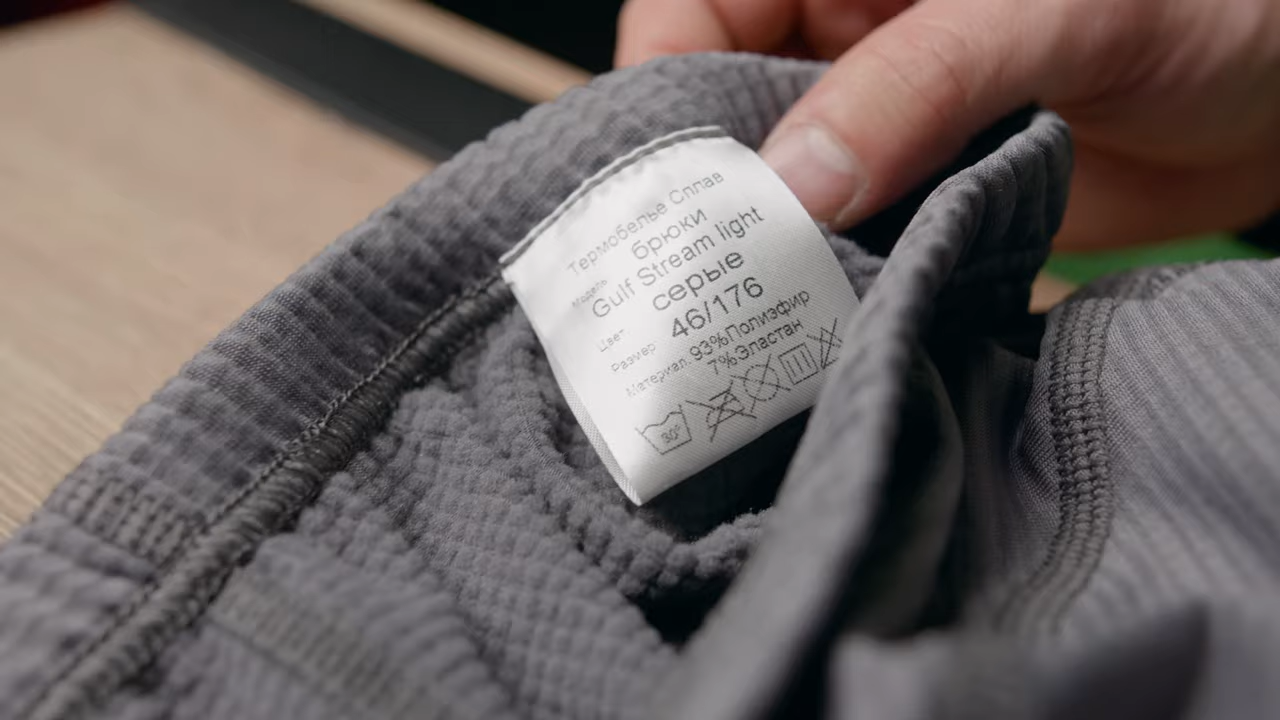 Термобелье Сплав
Модель брюки
Gulf Stream light
Цвет серые
Размер 46/176
Материал: 93%Полиэфир
7%Эластан
30°